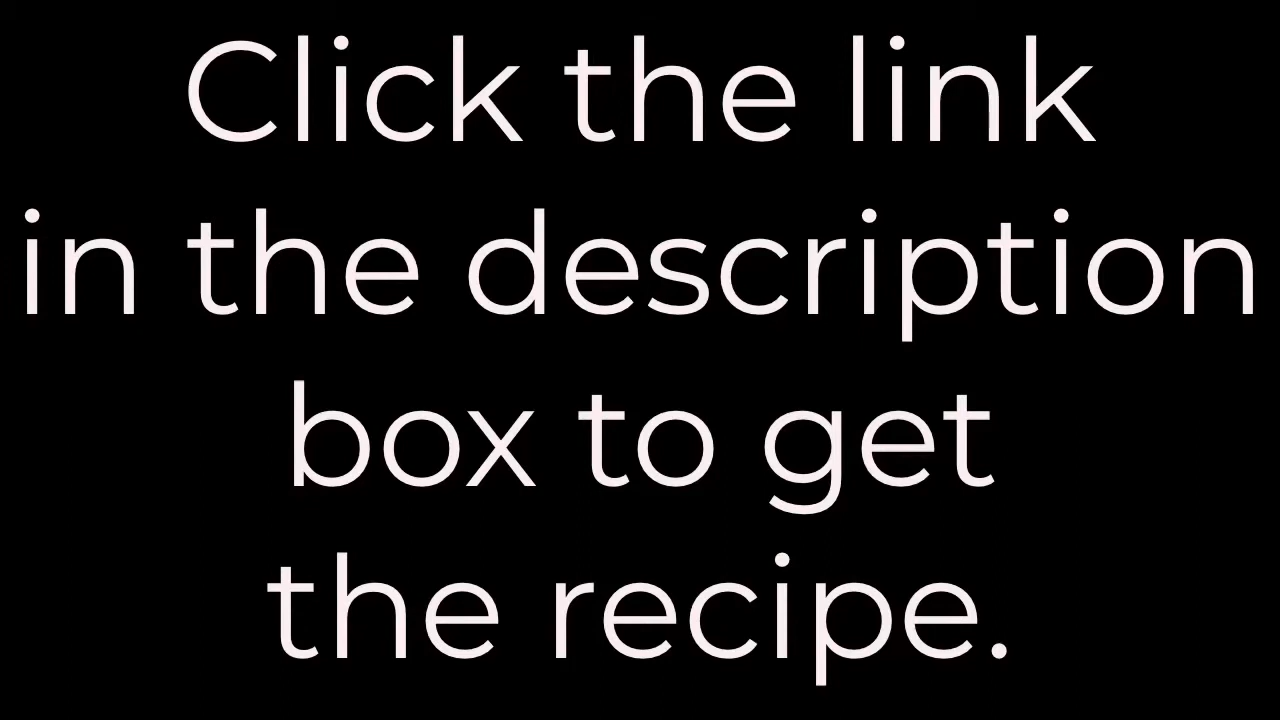 Click the link
in the description
box to get
the recipe.